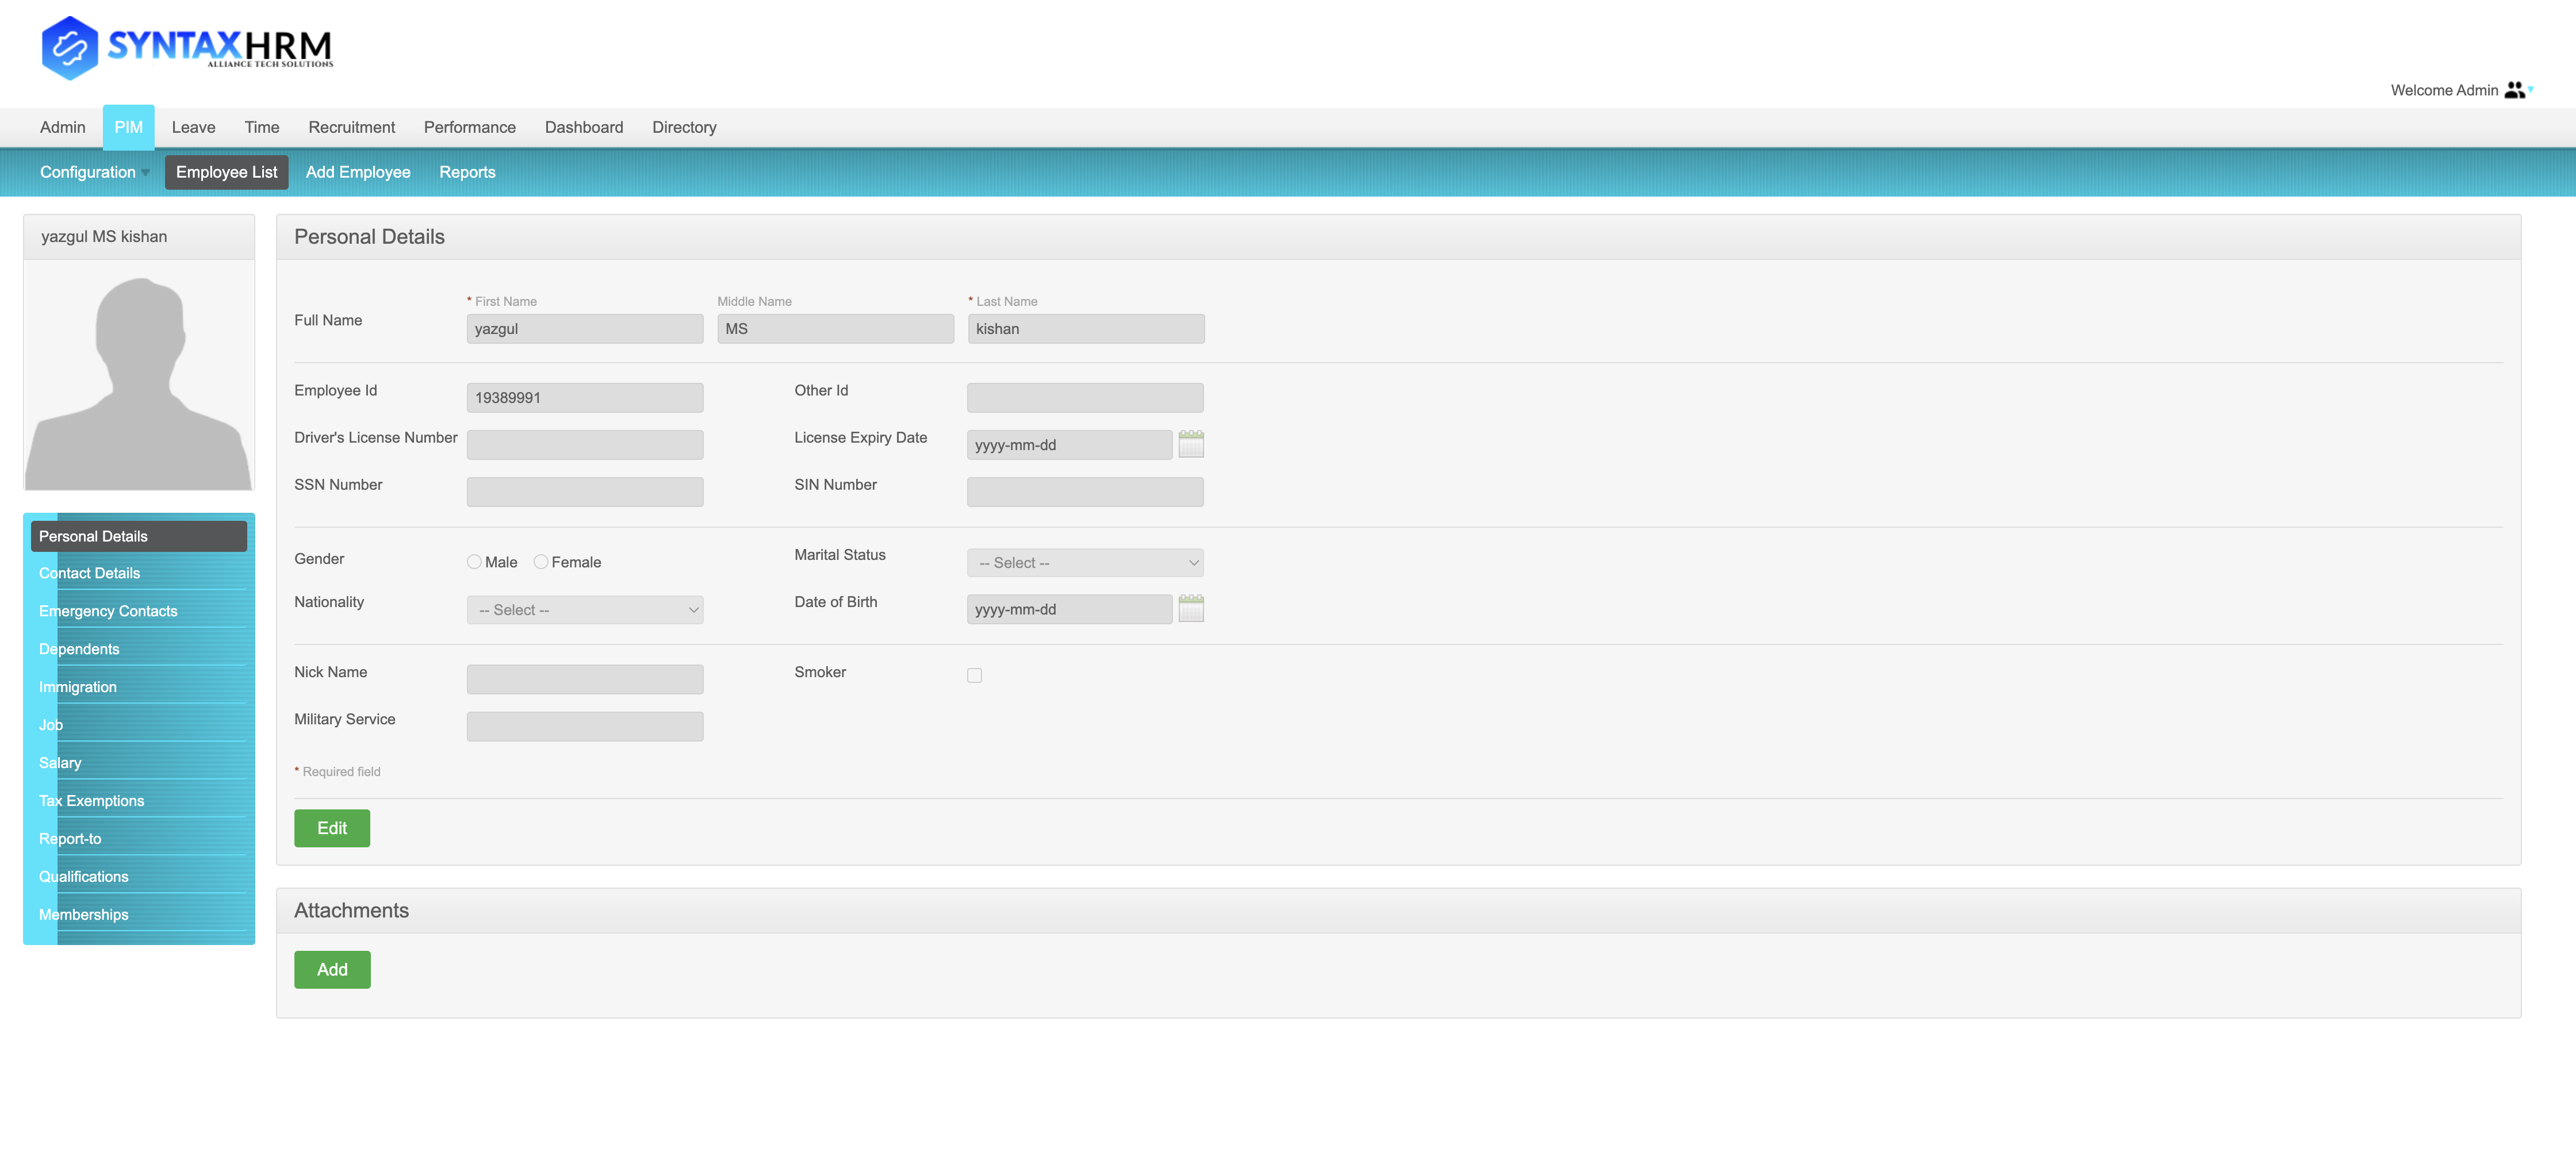 SYNTAXHRM
ALLIANCE TECH SOLUTIONS
Welcome Admin
Admin PIM Leave Time Recruitment Performance Dashboard Directory
Configuration Employee List Add Employee Reports
yazgul MS kishan
Personal Details
Contact Details
Emergency Contacts
Dependents
Immigration
Job
Salary
Tax Exemptions
Report-to
Qualifications
Memberships
Personal Details
* First Name Middle Name * Last Name
Full Name yazgul MS kishan
Employee Id 19389991 Other Id
Driver's License Number License Expiry Date yyyy-mm-dd
SSN Number SIN Number
Gender Male Female Marital Status -- Select --
Nationality -- Select -- Date of Birth yyyy-mm-dd
Nick Name Smoker
Military Service
* Required field
Edit
Attachments
Add